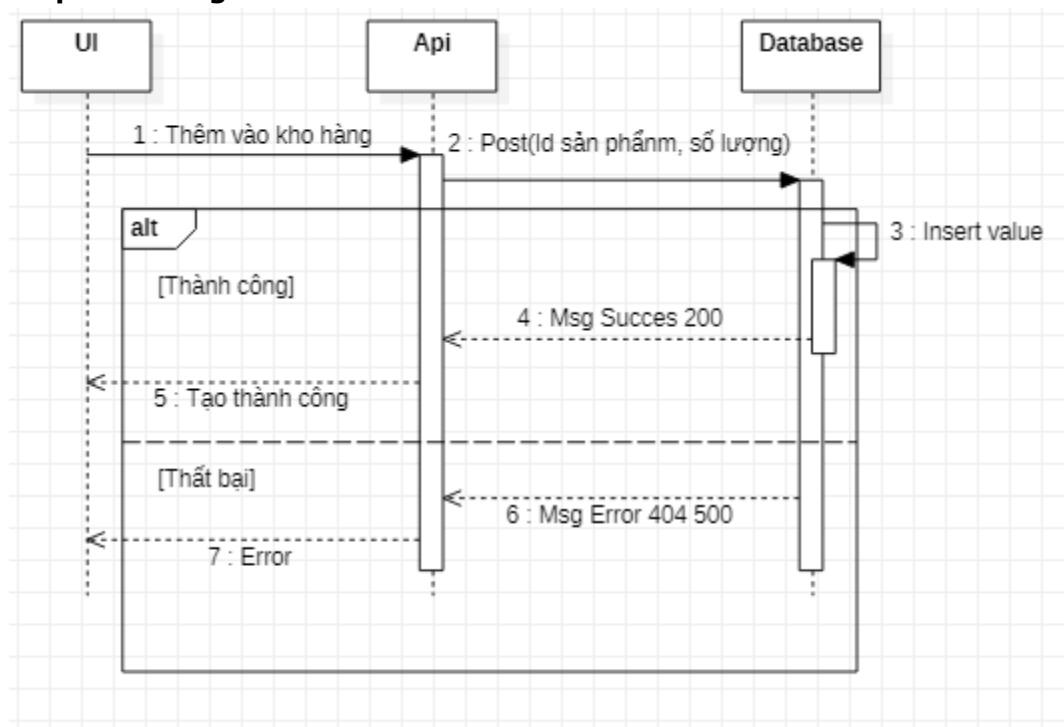 UI
Api
Database
1 : Thêm vào kho hàng
2 : Post(Id sản phẩnm, số lượng)
alt
3 : Insert value
[Thành công]
4 : Msg Succes 200
5 : Tạo thành công
[Thất bại]
6 : Msg Error 404 500
7 : Error